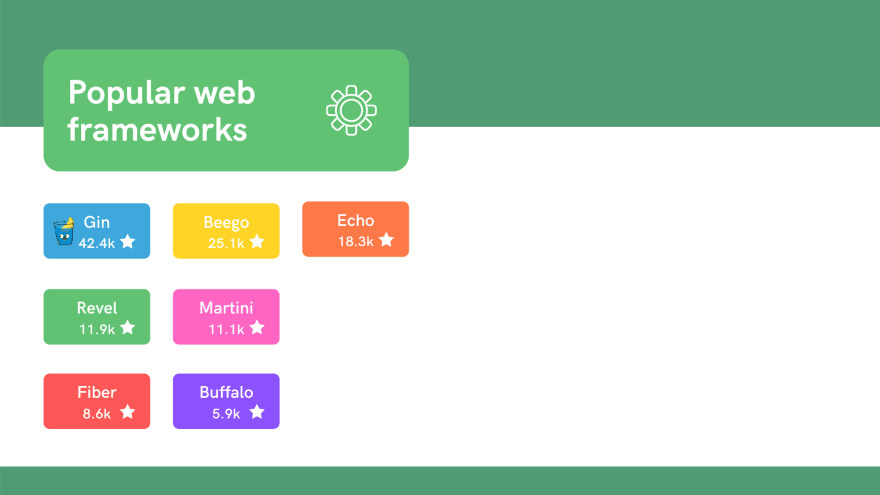 Popular web
frameworks
Gin
42.4k
Beego
25.1k
Echo
18.3k
Revel
11.9k
Martini
11.1k
Fiber
8.6k
Buffalo
5.9k